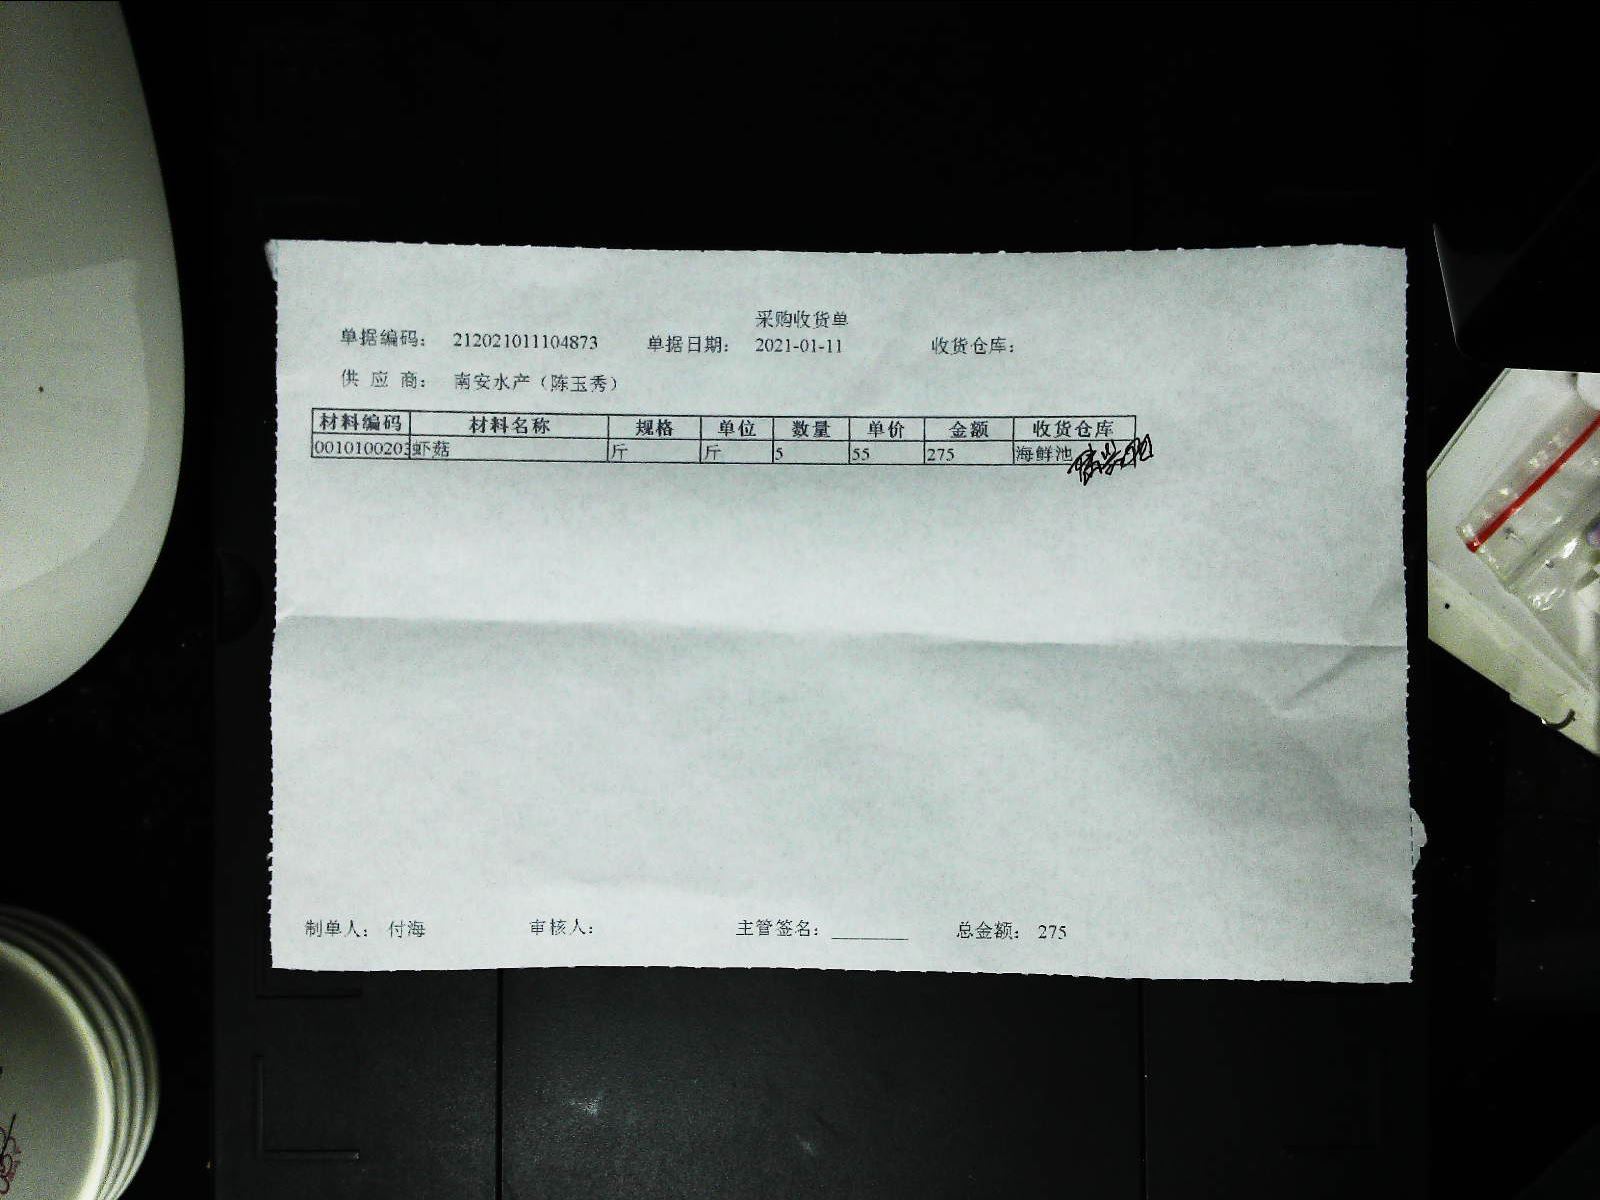 采购收货单
单据编码： 212021011104873 单据日期： 2021-01-11 收货仓库：
供 应 商： 南安水产（陈玉秀）
材料编码 材料名称 规格 单位 数量 单价 金额 收货仓库
0010100203 虾菇 斤 斤 5 55 275 海鲜池
制单人： 付海 审核人： 主管签名： ________ 总金额： 275